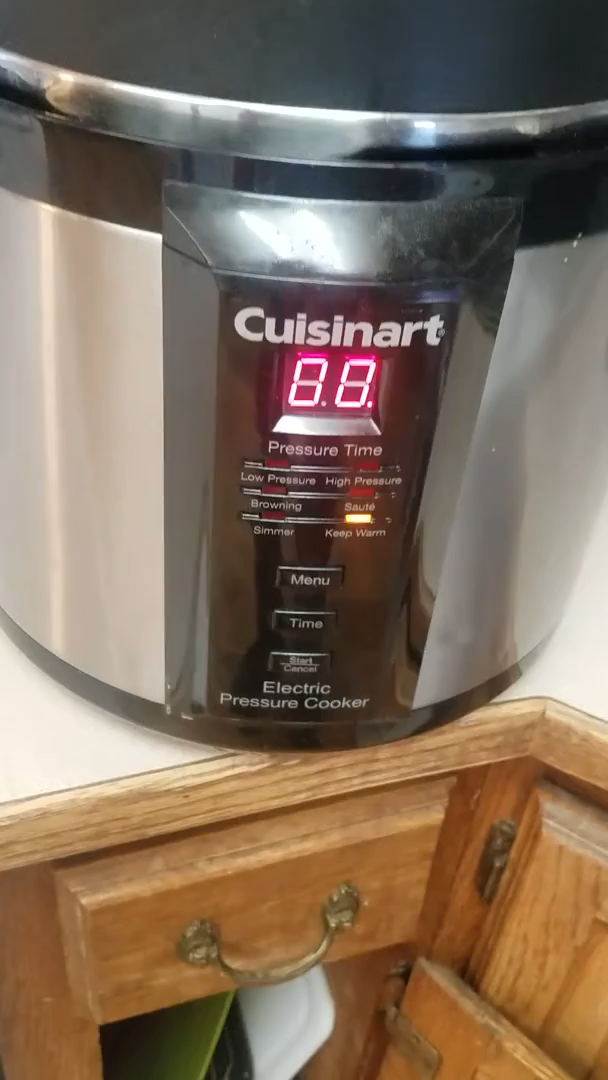 Cuisinart
88.
Pressure Time
Low Pressure High Pressure
Browning Sauté
Simmer Keep Warm
Menu
Time
Start
Cancel
Electric
Pressure Cooker